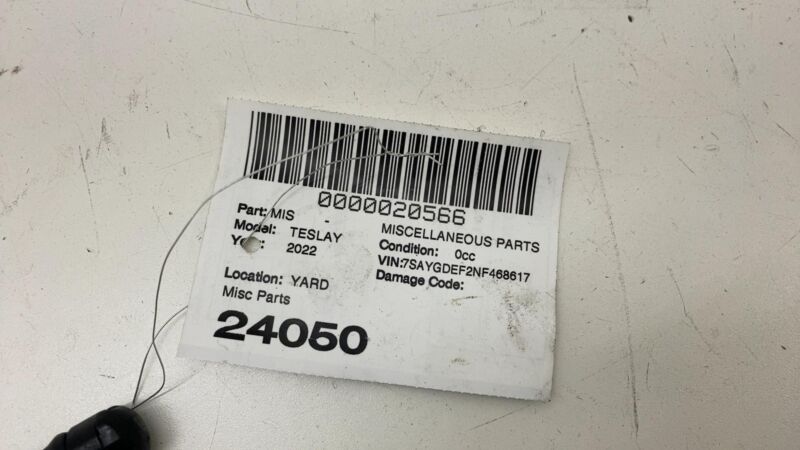 0000020566
Part: MIS - MISCELLANEOUS PARTS
Model: TESLAY Condition: 0cc
2022 VIN:7SAYGDEF2NF468617
Location: YARD Damage Code:
Misc Parts
24050